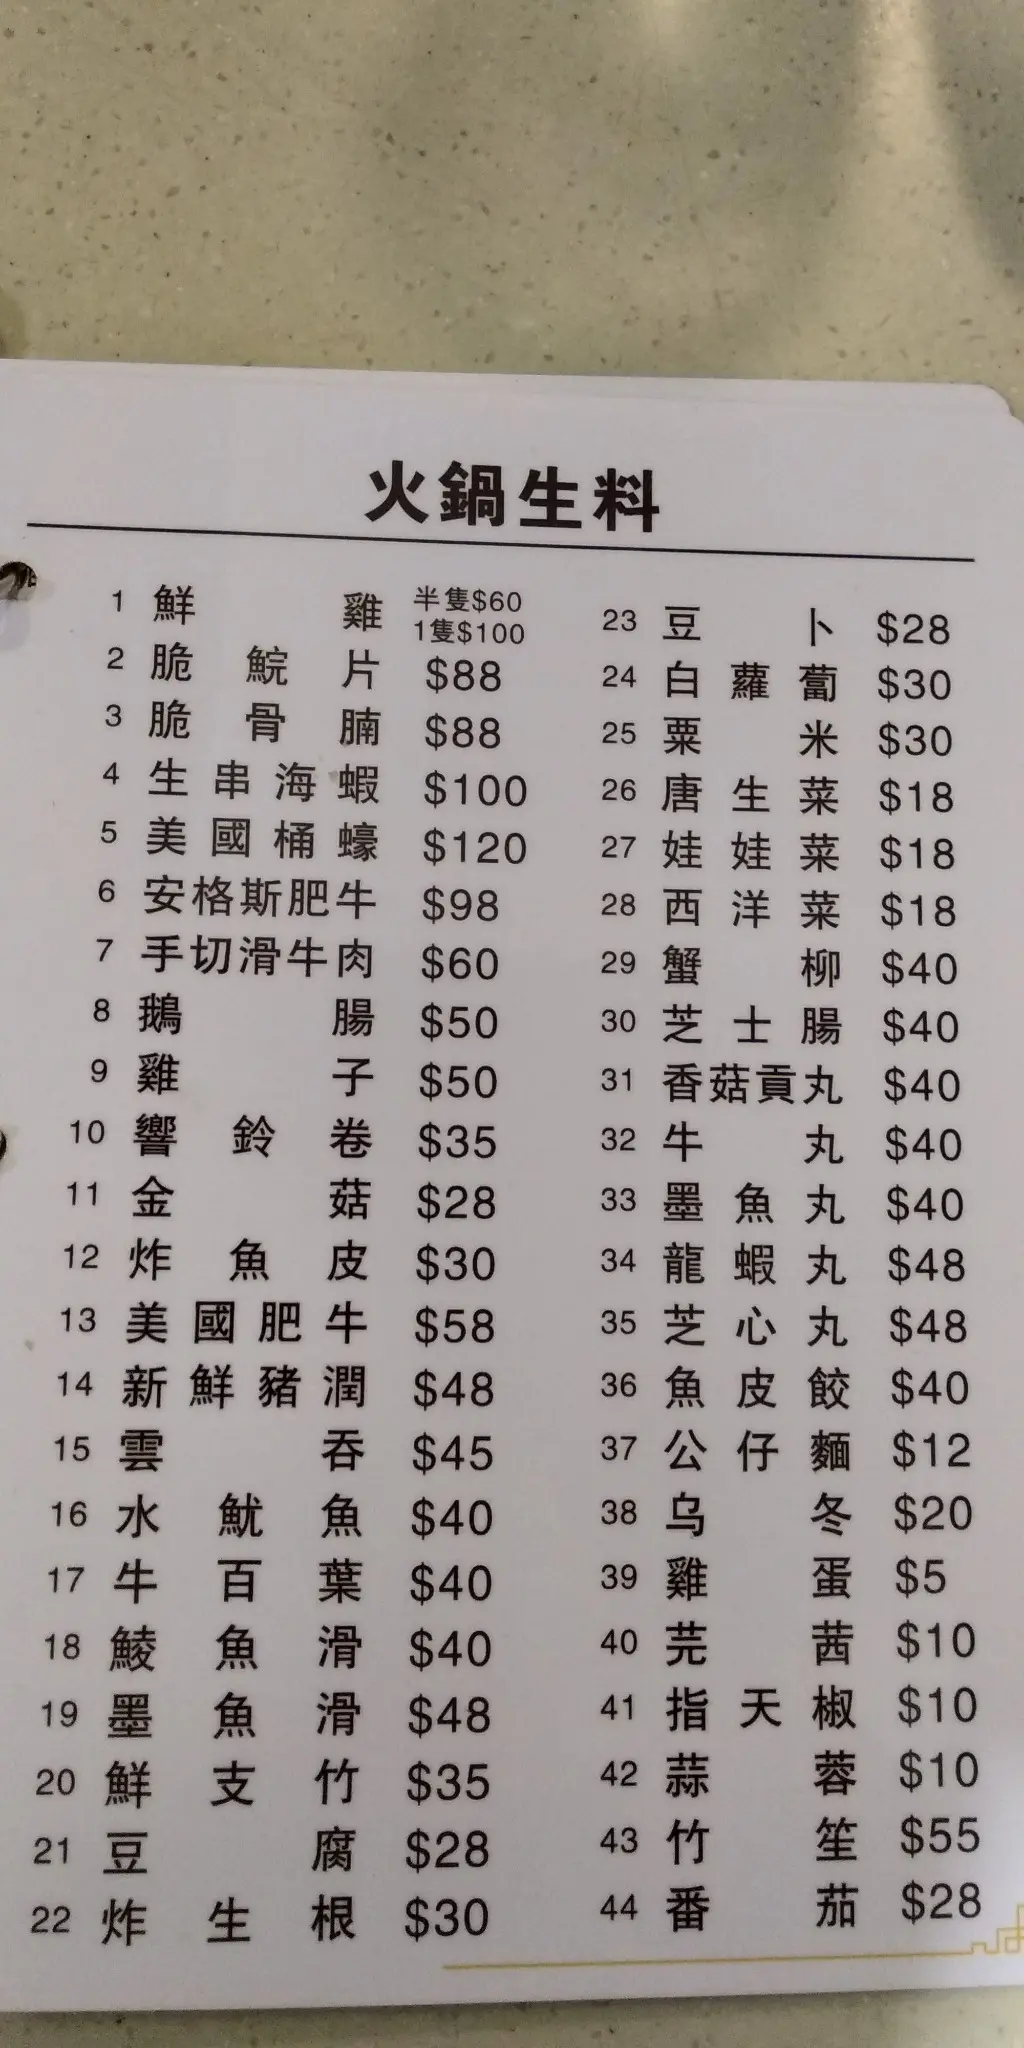 火鍋生料
1 鮮雞 半隻$60
1隻$100
2 脆鯇片 $88
3 脆骨腩 $88
4 生串海蝦 $100
5 美國桶蠔 $120
6 安格斯肥牛 $98
7 手切滑牛肉 $60
8 鵝腸 $50
9 雞子 $50
10 響鈴卷 $35
11 金菇 $28
12 炸魚皮 $30
13 美國肥牛 $58
14 新鮮豬潤 $48
15 雲吞 $45
16 水魷魚 $40
17 牛百葉 $40
18 鯪魚滑 $40
19 墨魚滑 $48
20 鮮支竹 $35
21 豆腐 $28
22 炸生根 $30
23 豆卜 $28
24 白蘿蔔 $30
25 粟米 $30
26 唐生菜 $18
27 娃娃菜 $18
28 西洋菜 $18
29 蟹柳 $40
30 芝士腸 $40
31 香菇貢丸 $40
32 牛丸 $40
33 墨魚丸 $40
34 龍蝦丸 $48
35 芝心丸 $48
36 魚皮餃 $40
37 公仔麵 $12
38 乌冬 $20
39 雞蛋 $5
40 芫茜 $10
41 指天椒 $10
42 蒜蓉 $10
43 竹笙 $55
44 番茄 $28